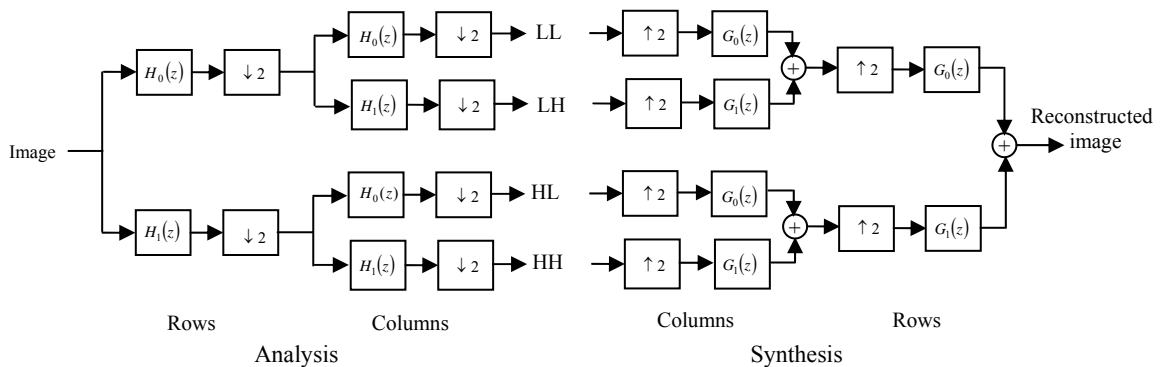 H₀(z) ↓ 2 LL ↑ 2 G₀(z)
H₀(z) ↓ 2 ↑ 2 G₀(z)
+
H₁(z) ↓ 2 LH ↑ 2 G₁(z)
Image
+
Reconstructed
image
H₀(z) ↓ 2 HL ↑ 2 G₀(z)
H₁(z) ↓ 2 ↑ 2 G₁(z)
+
H₁(z) ↓ 2 HH ↑ 2 G₁(z)
Rows Columns Columns Rows
Analysis Synthesis